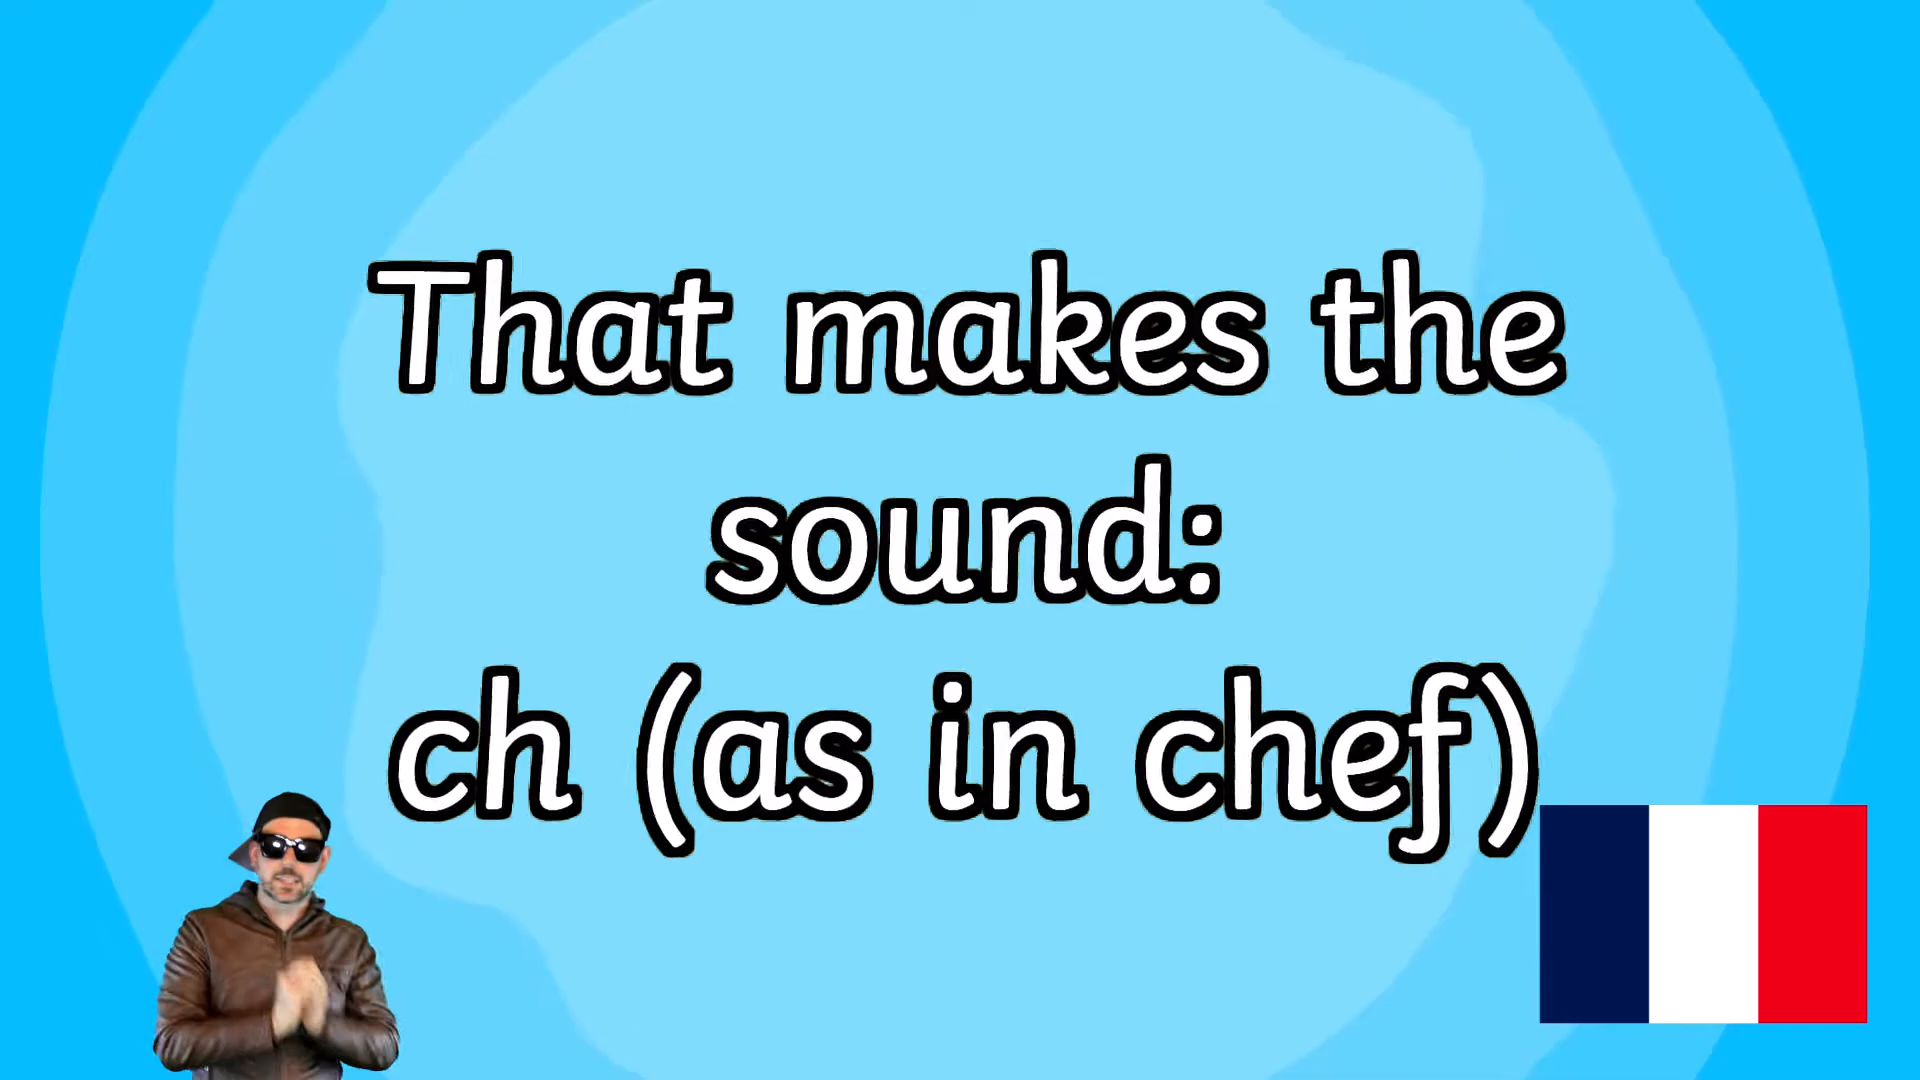 That makes the
sound:
ch (as in chef)